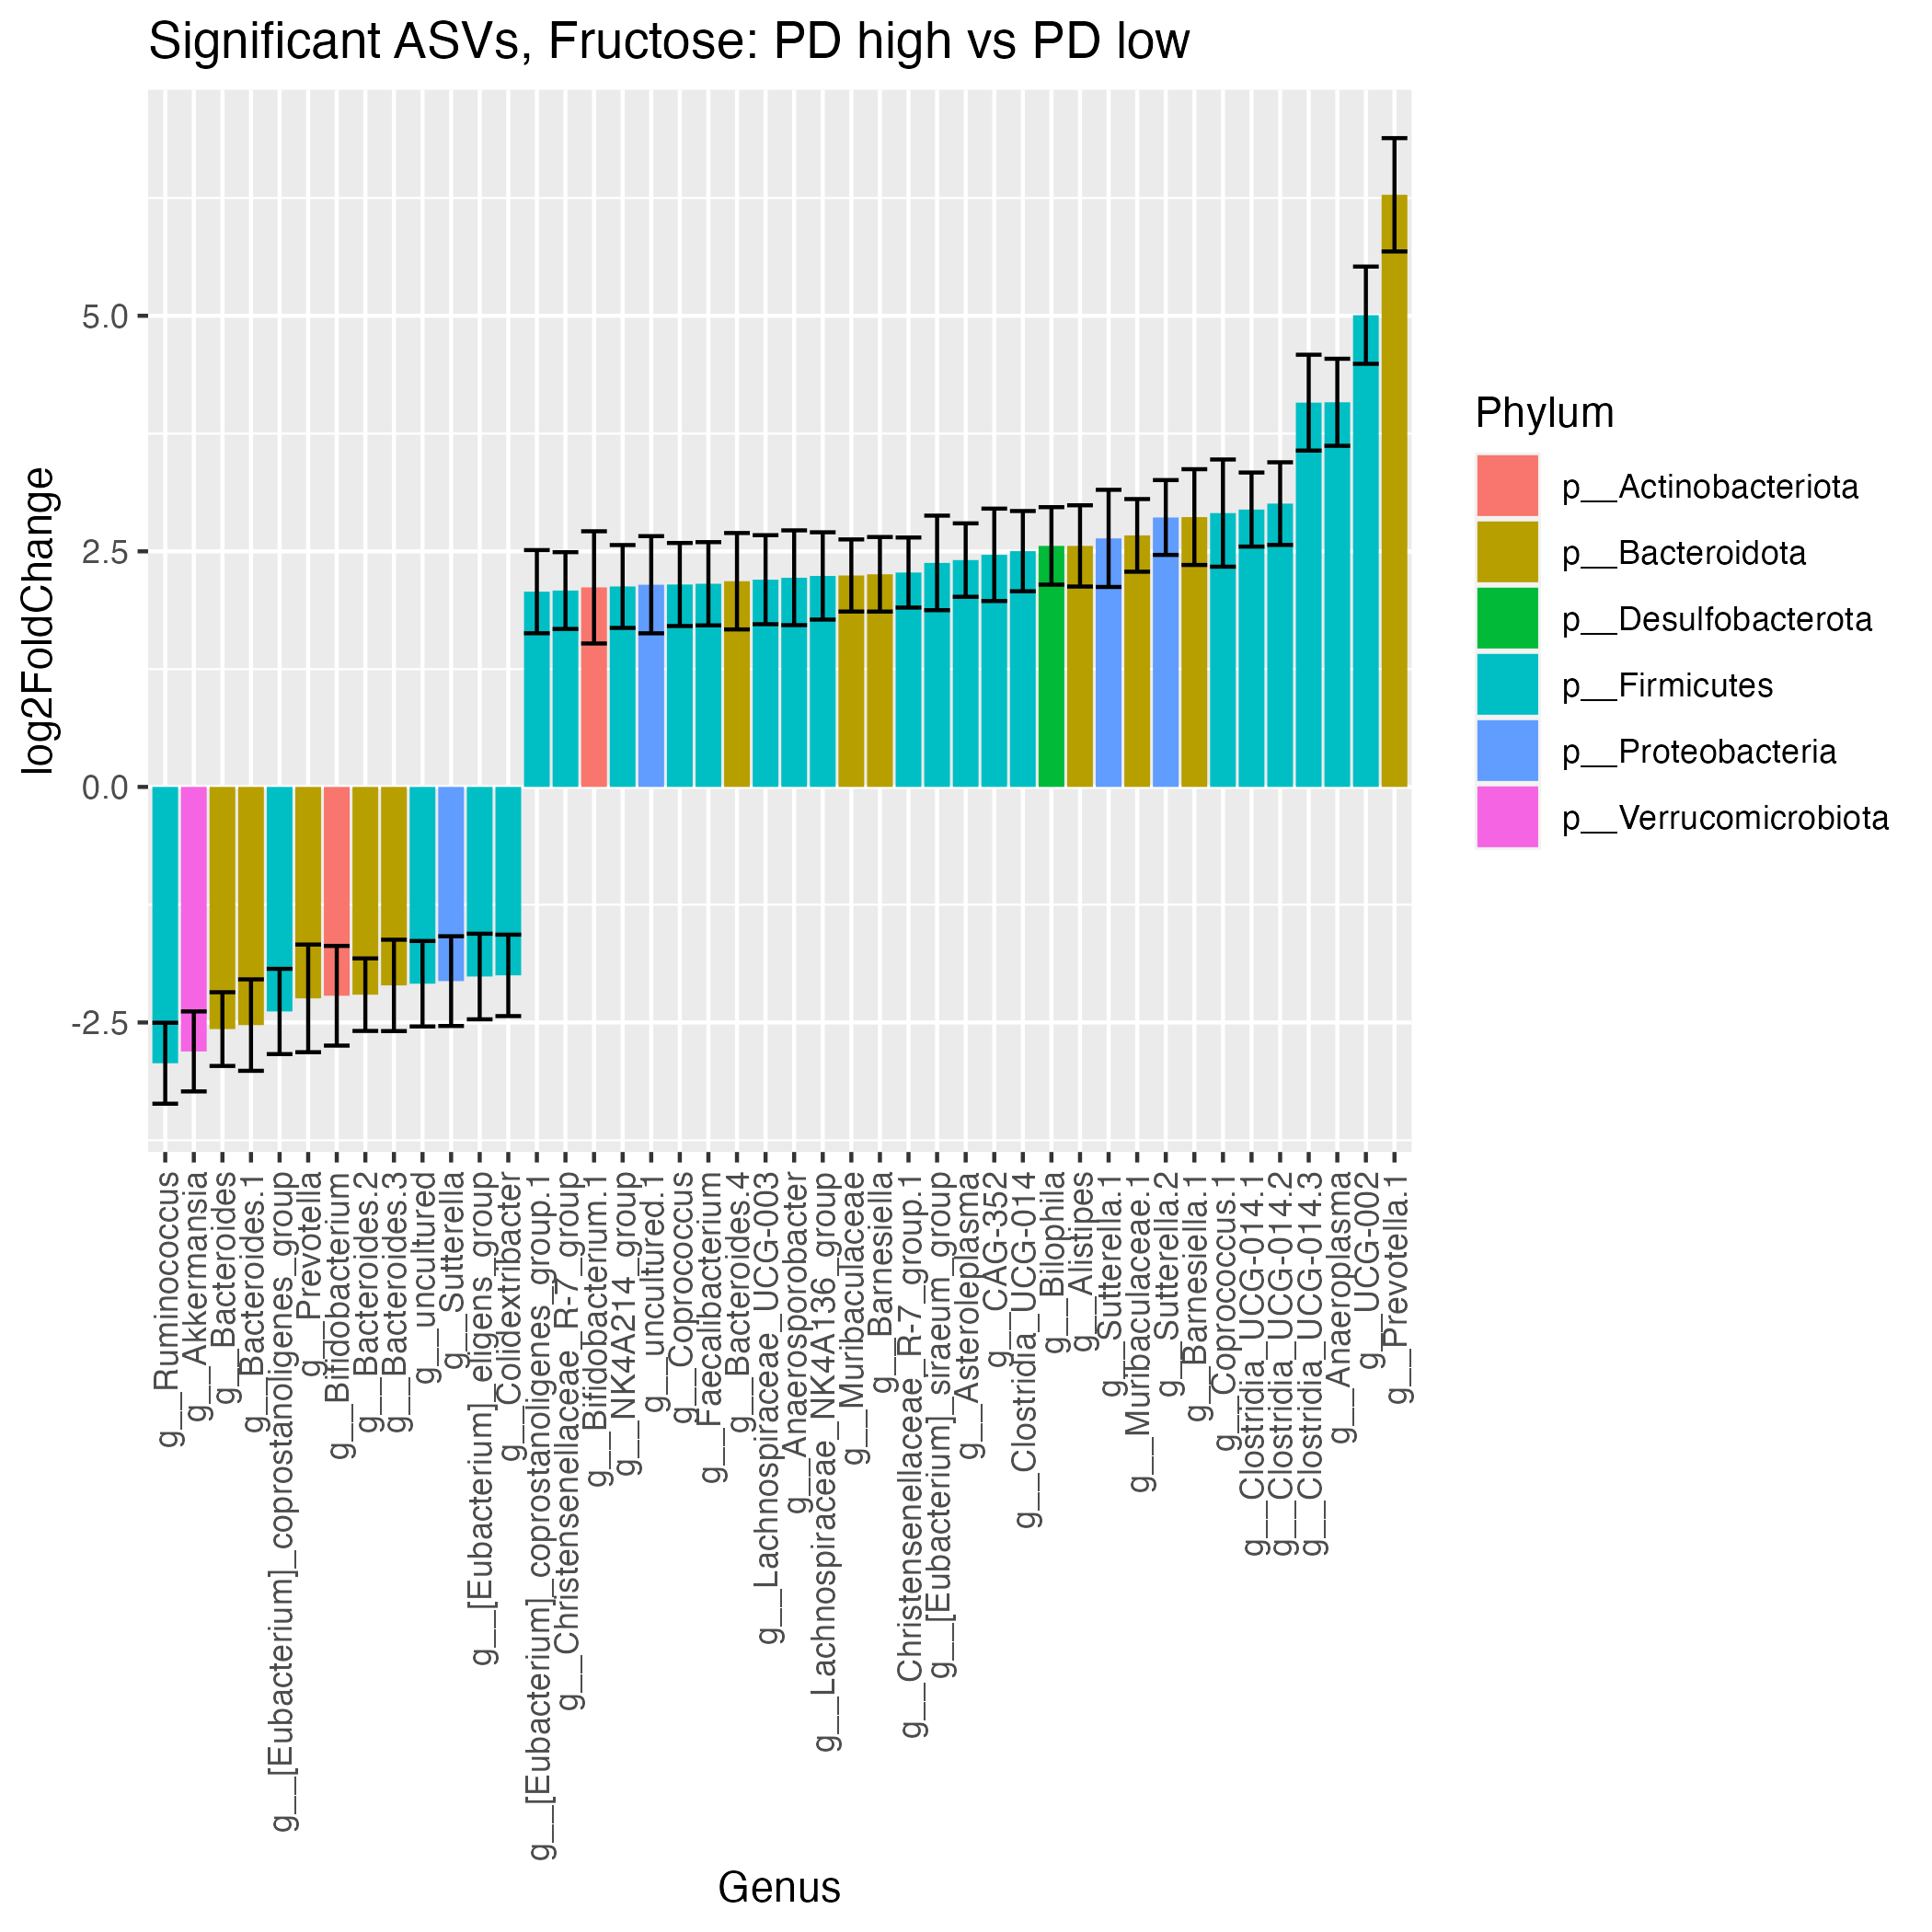 Significant ASVs, Fructose: PD high vs PD low
log2FoldChange
5.0
2.5
0.0
-2.5
g__Ruminococcus
g__Akkermansia
g__Bacteroides
g__Bacteroides.1
g__[Eubacterium]_coprostanoligenes_group
g__Prevotella
g__Bifidobacterium
g__Bacteroides.2
g__Bacteroides.3
g__uncultured
g__Sutterella
g__[Eubacterium]_eligens_group
g__Colidextribacter
g__[Eubacterium]_coprostanoligenes_group.1
g__Christensenellaceae_R-7_group
g__Bifidobacterium.1
g__NK4A214_group
g__uncultured.1
g__Coprococcus
g__Faecalibacterium
g__Bacteroides.4
g__Lachnospiraceae_UCG-003
g__Anaerosporobacter
g__Lachnospiraceae_NK4A136_group
g__Muribaculaceae
g__Barnesiella
g__Christensenellaceae_R-7_group.1
g__[Eubacterium]_siraeum_group
g__Asteroleplasma
g__CAG-352
g__Clostridia_UCG-014
g__Bilophila
g__Alistipes
g__Sutterella.1
g__Muribaculaceae.1
g__Sutterella.2
g__Barnesiella.1
g__Coprococcus.1
g__Clostridia_UCG-014.1
g__Clostridia_UCG-014.2
g__Clostridia_UCG-014.3
g__Anaeroplasma
g__UCG-002
g__Prevotella.1
Genus
Phylum
p__Actinobacteriota
p__Bacteroidota
p__Desulfobacterota
p__Firmicutes
p__Proteobacteria
p__Verrucomicrobiota